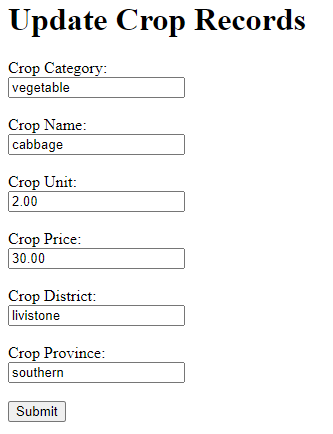 Update Crop Records
Crop Category:
vegetable
Crop Name:
cabbage
Crop Unit:
2.00
Crop Price:
30.00
Crop District:
livistone
Crop Province:
southern
Submit